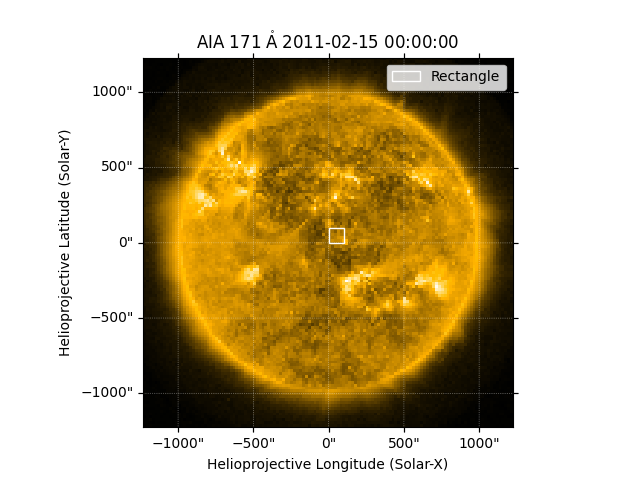 AIA 171 Å 2011-02-15 00:00:00
Rectangle
1000"
500"
0"
−500"
−1000"
Helioprojective Latitude (Solar-Y)
−1000" −500" 0" 500" 1000"
Helioprojective Longitude (Solar-X)